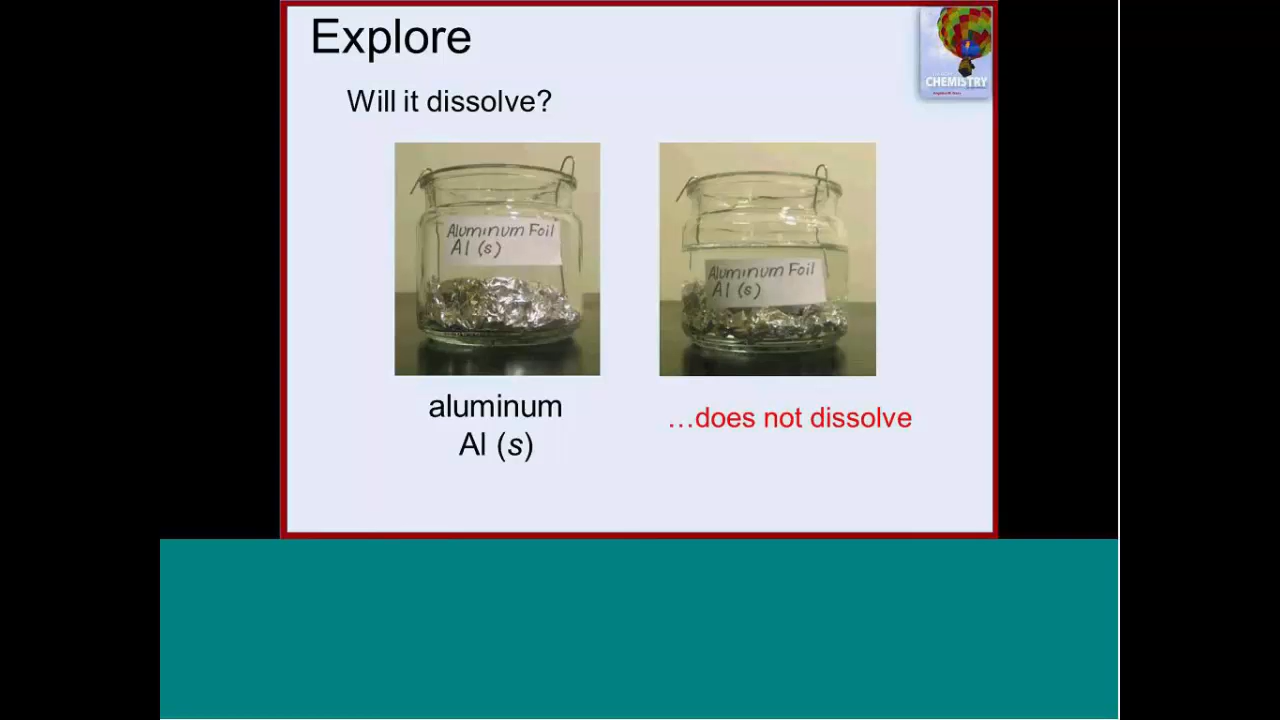 Explore
CHEMISTRY
Will it dissolve?
Aluminum Foil
Al (s)
Aluminum Foil
Al (s)
aluminum
Al (s)
…does not dissolve